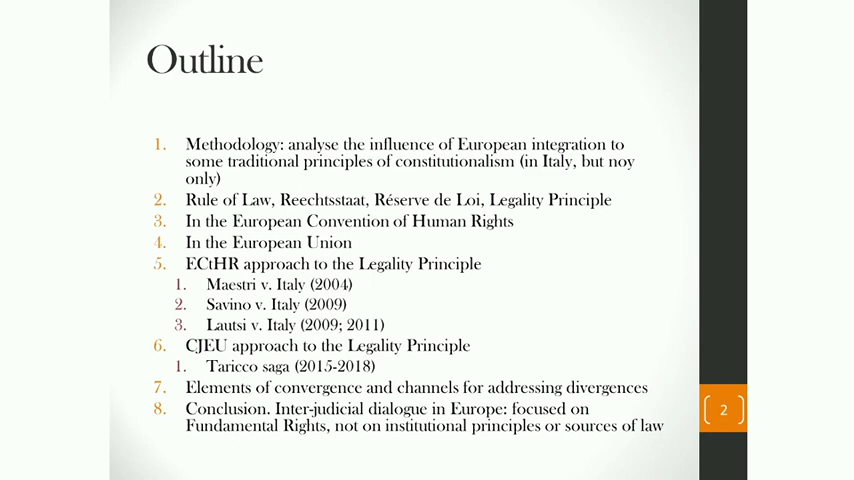 Outline
1. Methodology: analyse the influence of European integration to
some traditional principles of constitutionalism (in Italy, but noy
only)
2. Rule of Law, Reechtsstaat, Réserve de Loi, Legality Principle
3. In the European Convention of Human Rights
4. In the European Union
5. ECtHR approach to the Legality Principle
1. Maestri v. Italy (2004)
2. Savino v. Italy (2009)
3. Lautsi v. Italy (2009; 2011)
6. CJEU approach to the Legality Principle
1. Taricco saga (2015-2018)
7. Elements of convergence and channels for addressing divergences
8. Conclusion. Inter-judicial dialogue in Europe: focused on
Fundamental Rights, not on institutional principles or sources of law
2